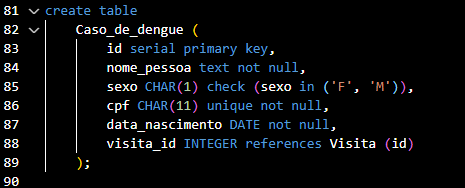 81 create table
82 Caso_de_dengue (
83 id serial primary key,
84 nome_pessoa text not null,
85 sexo CHAR(1) check (sexo in ('F', 'M')),
86 cpf CHAR(11) unique not null,
87 data_nascimento DATE not null,
88 visita_id INTEGER references Visita (id)
89 );
90